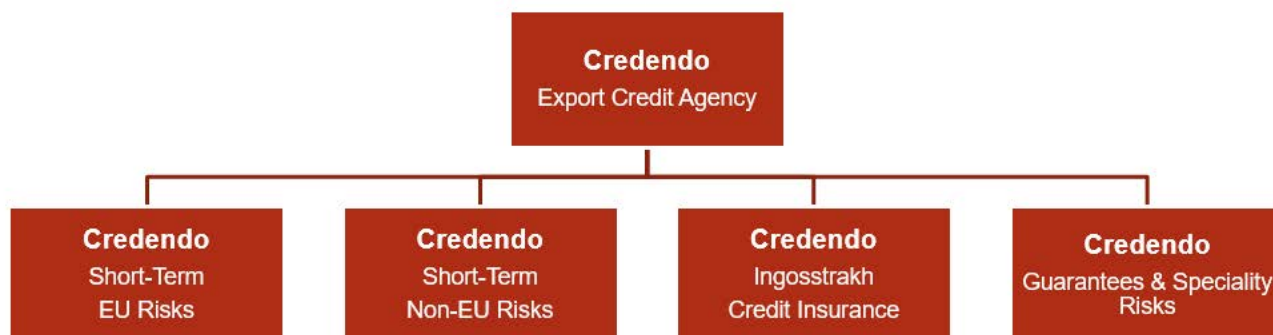 Credendo
Export Credit Agency
Credendo
Short-Term
EU Risks
Credendo
Short-Term
Non-EU Risks
Credendo
Ingosstrakh
Credit Insurance
Credendo
Guarantees & Speciality
Risks